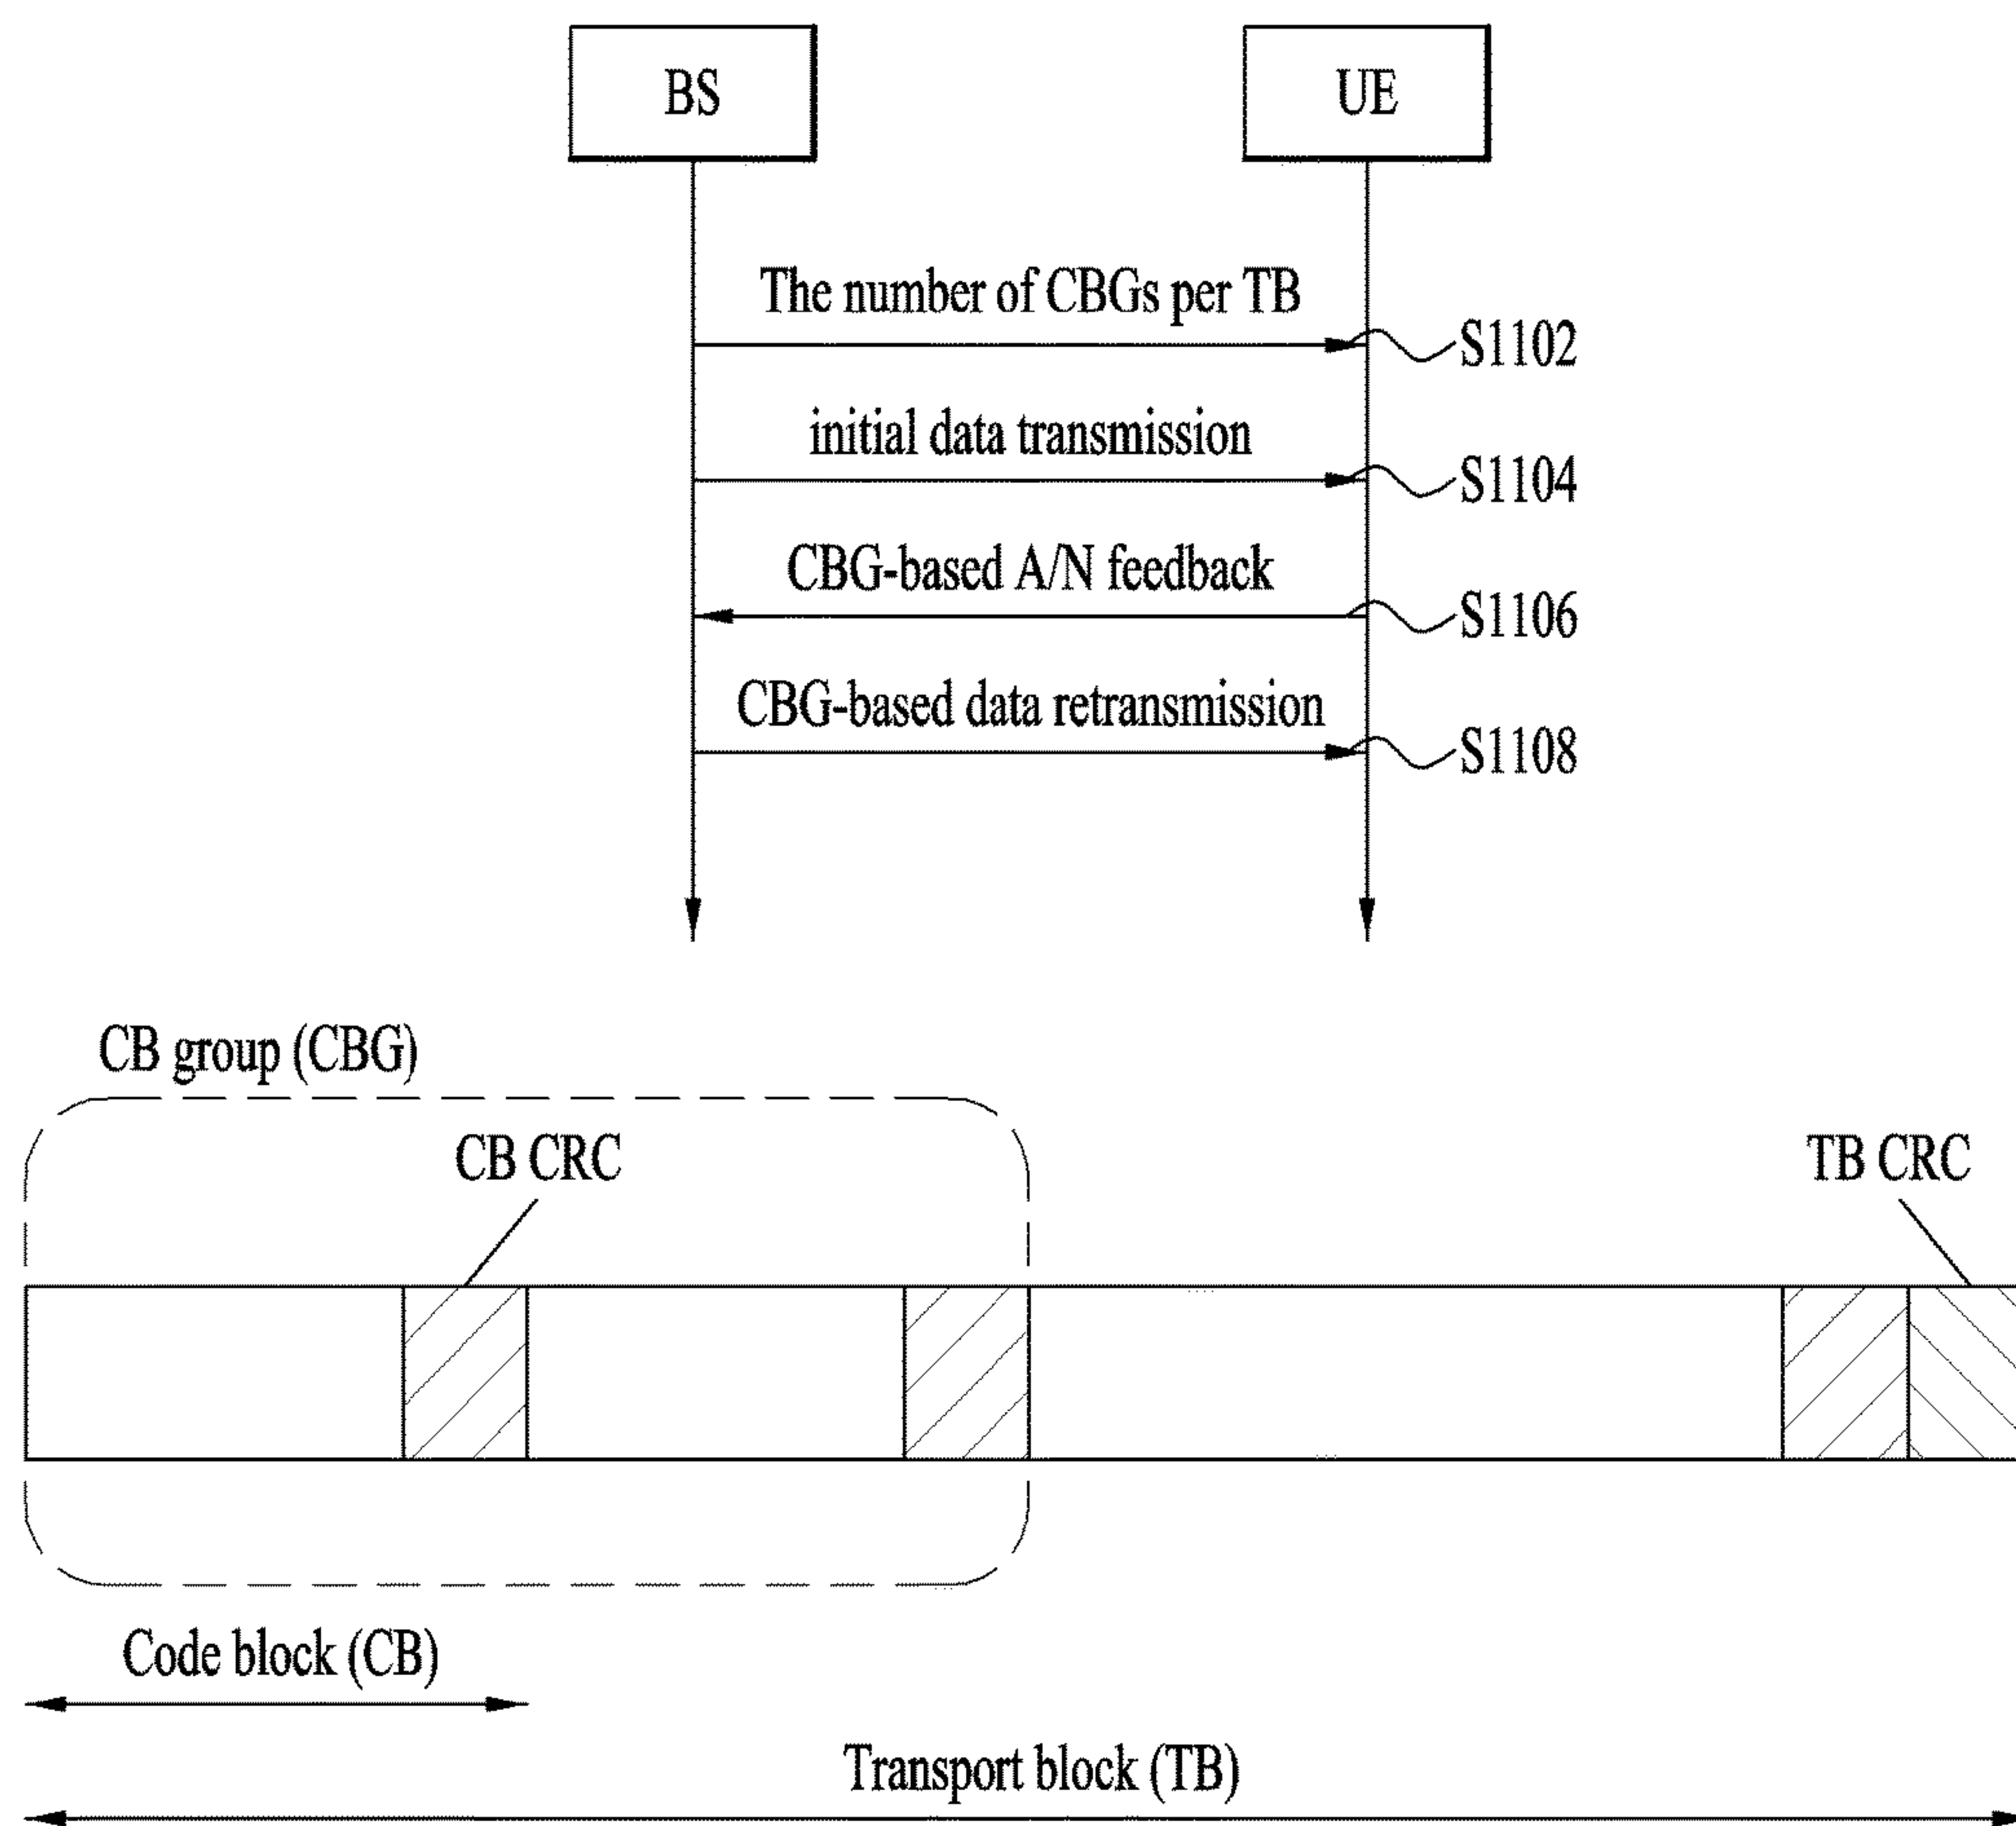 BS
UE
The number of CBGs per TB
S1102
initial data transmission
S1104
CBG-based A/N feedback
S1106
CBG-based data retransmission
S1108
CB group (CBG)
CB CRC
TB CRC
Code block (CB)
Transport block (TB)